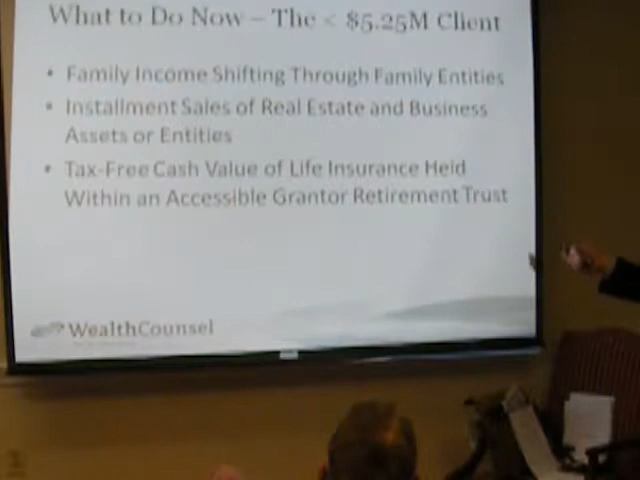 What to Do Now – The < $5.25M Client
• Family Income Shifting Through Family Entities
• Installment Sales of Real Estate and Business
Assets or Entities
• Tax-Free Cash Value of Life Insurance Held
Within an Accessible Grantor Retirement Trust
WealthCounsel